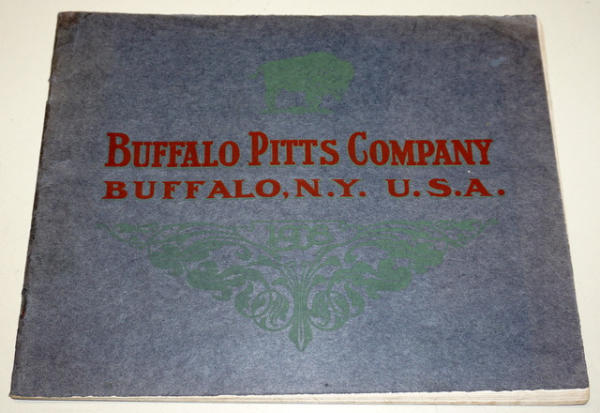 BUFFALO PITTS COMPANY
BUFFALO, N.Y. U.S.A.